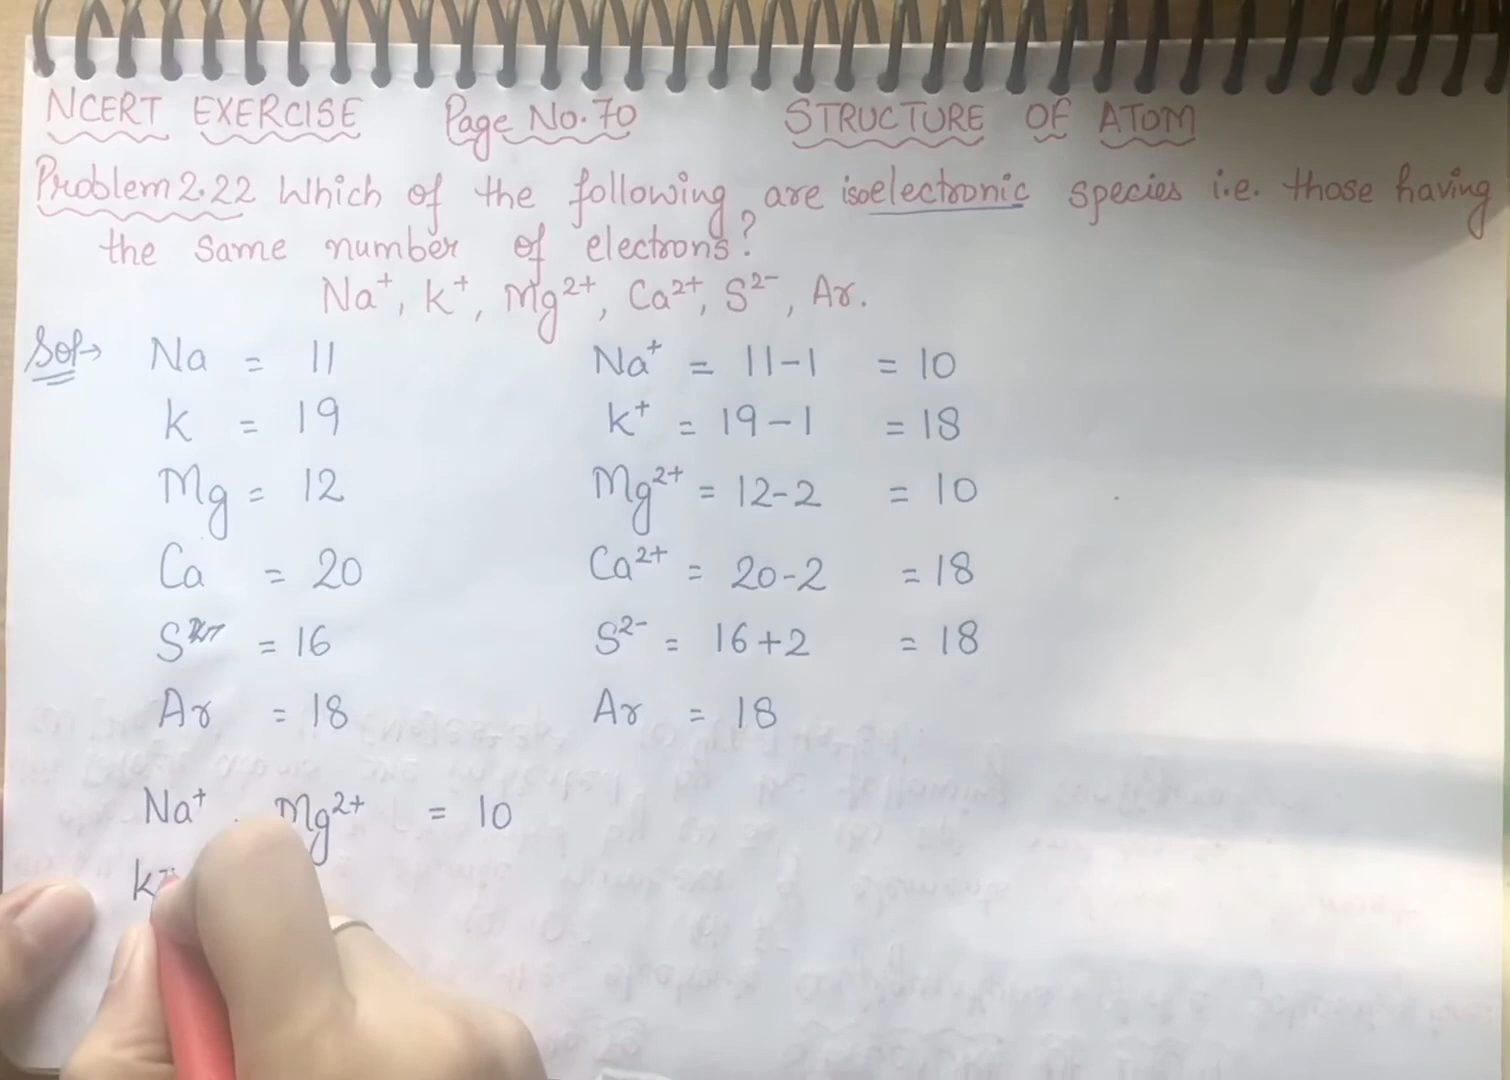 NCERT EXERCISE Page No. 70 STRUCTURE OF ATOM
Problem 2.22 Which of the following are isoelectronic species i.e. those having
the same number of electrons?
Na⁺, K⁺, Mg²⁺, Ca²⁺, S²⁻, Ar.
Sol→ Na = 11 Na⁺ = 11-1 = 10
K = 19 K⁺ = 19-1 = 18
Mg = 12 Mg²⁺ = 12-2 = 10
Ca = 20 Ca²⁺ = 20-2 = 18
S = 16 S²⁻ = 16+2 = 18
Ar = 18 Ar = 18
Na⁺ Mg²⁺ = 10
K